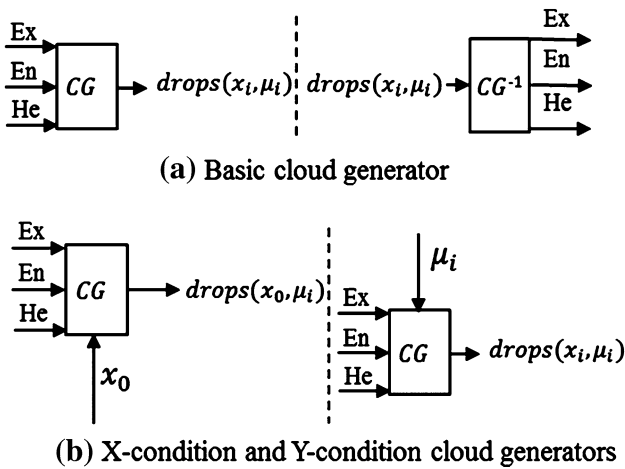 Ex
En
He
CG
drops(xᵢ,μᵢ)
drops(xᵢ,μᵢ)
CG⁻¹
Ex
En
He
(a) Basic cloud generator
Ex
En
He
CG
drops(x₀,μᵢ)
x₀
μᵢ
Ex
En
He
CG
drops(xᵢ,μᵢ)
(b) X-condition and Y-condition cloud generators